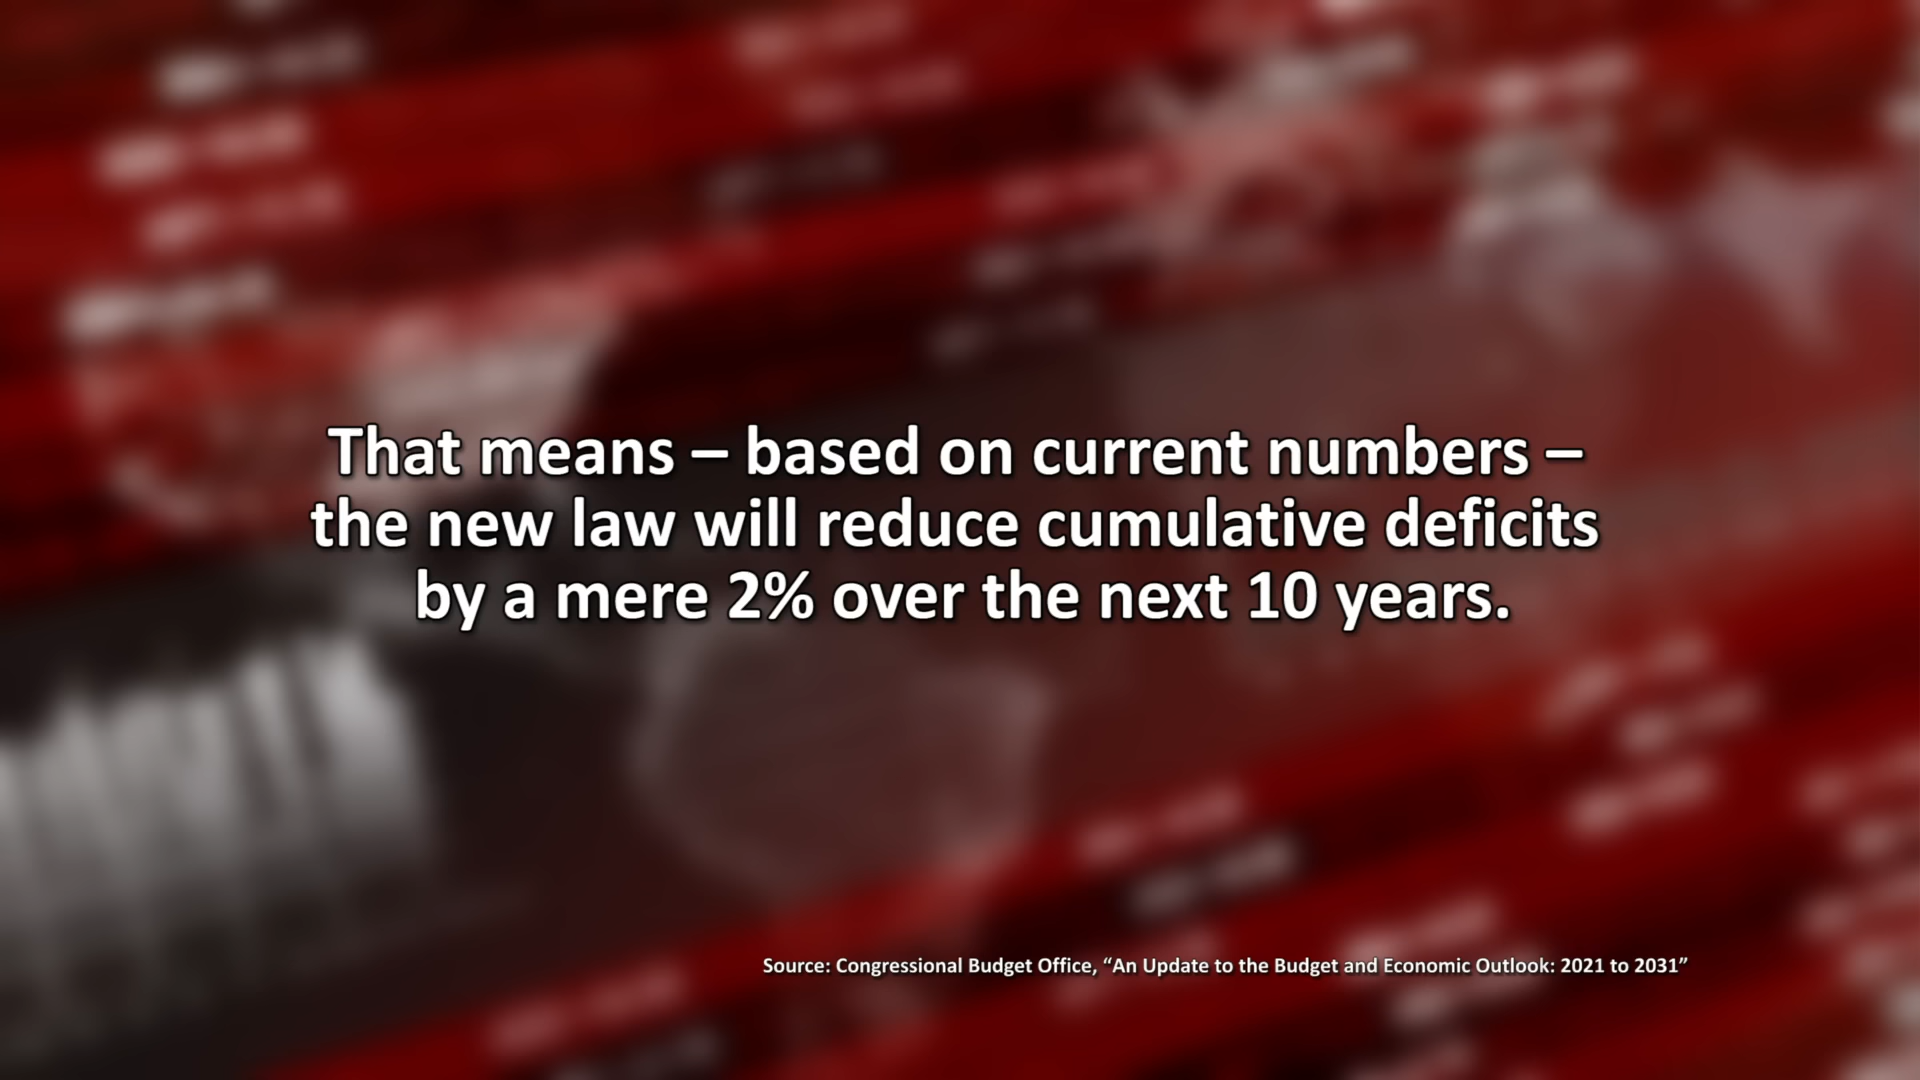 That means – based on current numbers –
the new law will reduce cumulative deficits
by a mere 2% over the next 10 years.
Source: Congressional Budget Office, “An Update to the Budget and Economic Outlook: 2021 to 2031”